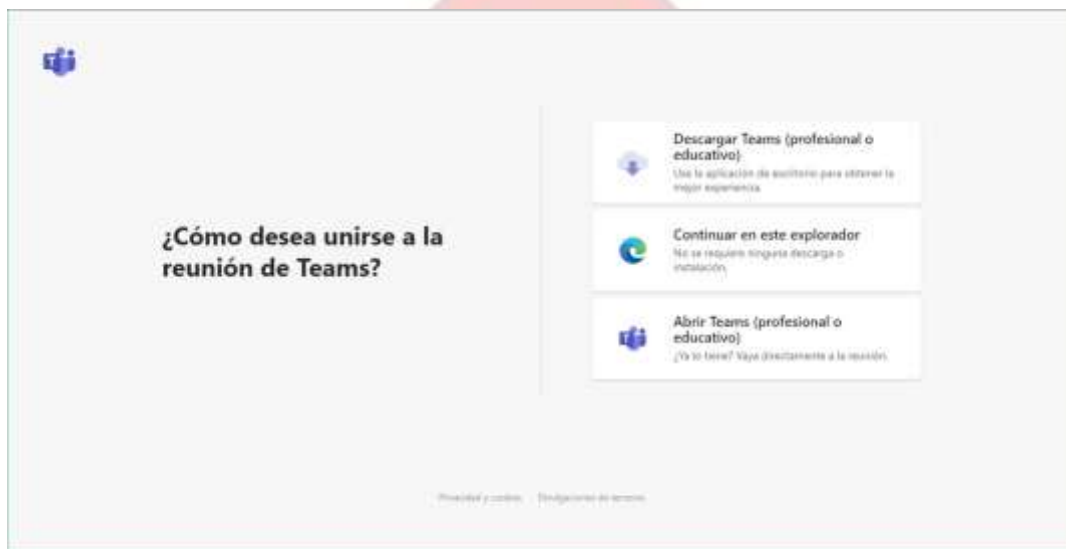 ¿Cómo desea unirse a la
reunión de Teams?
Descargar Teams (profesional o
educativo)
Use la aplicación de escritorio para obtener la
mejor experiencia.
Continuar en este explorador
No se requiere ninguna descarga o
instalación.
Abrir Teams (profesional o
educativo)
¿Ya lo tiene? Vaya directamente a la reunión.
Privacidad y cookies Divulgaciones de terceros